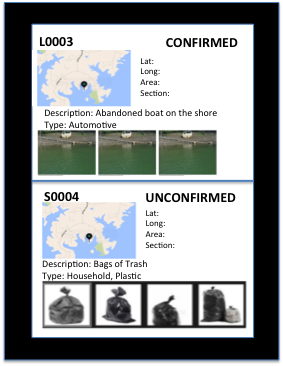 L0003 CONFIRMED
Lat:
Long:
Area:
Section:
Description: Abandoned boat on the shore
Type: Automotive
S0004 UNCONFIRMED
Lat:
Long:
Area:
Section:
Description: Bags of Trash
Type: Household, Plastic